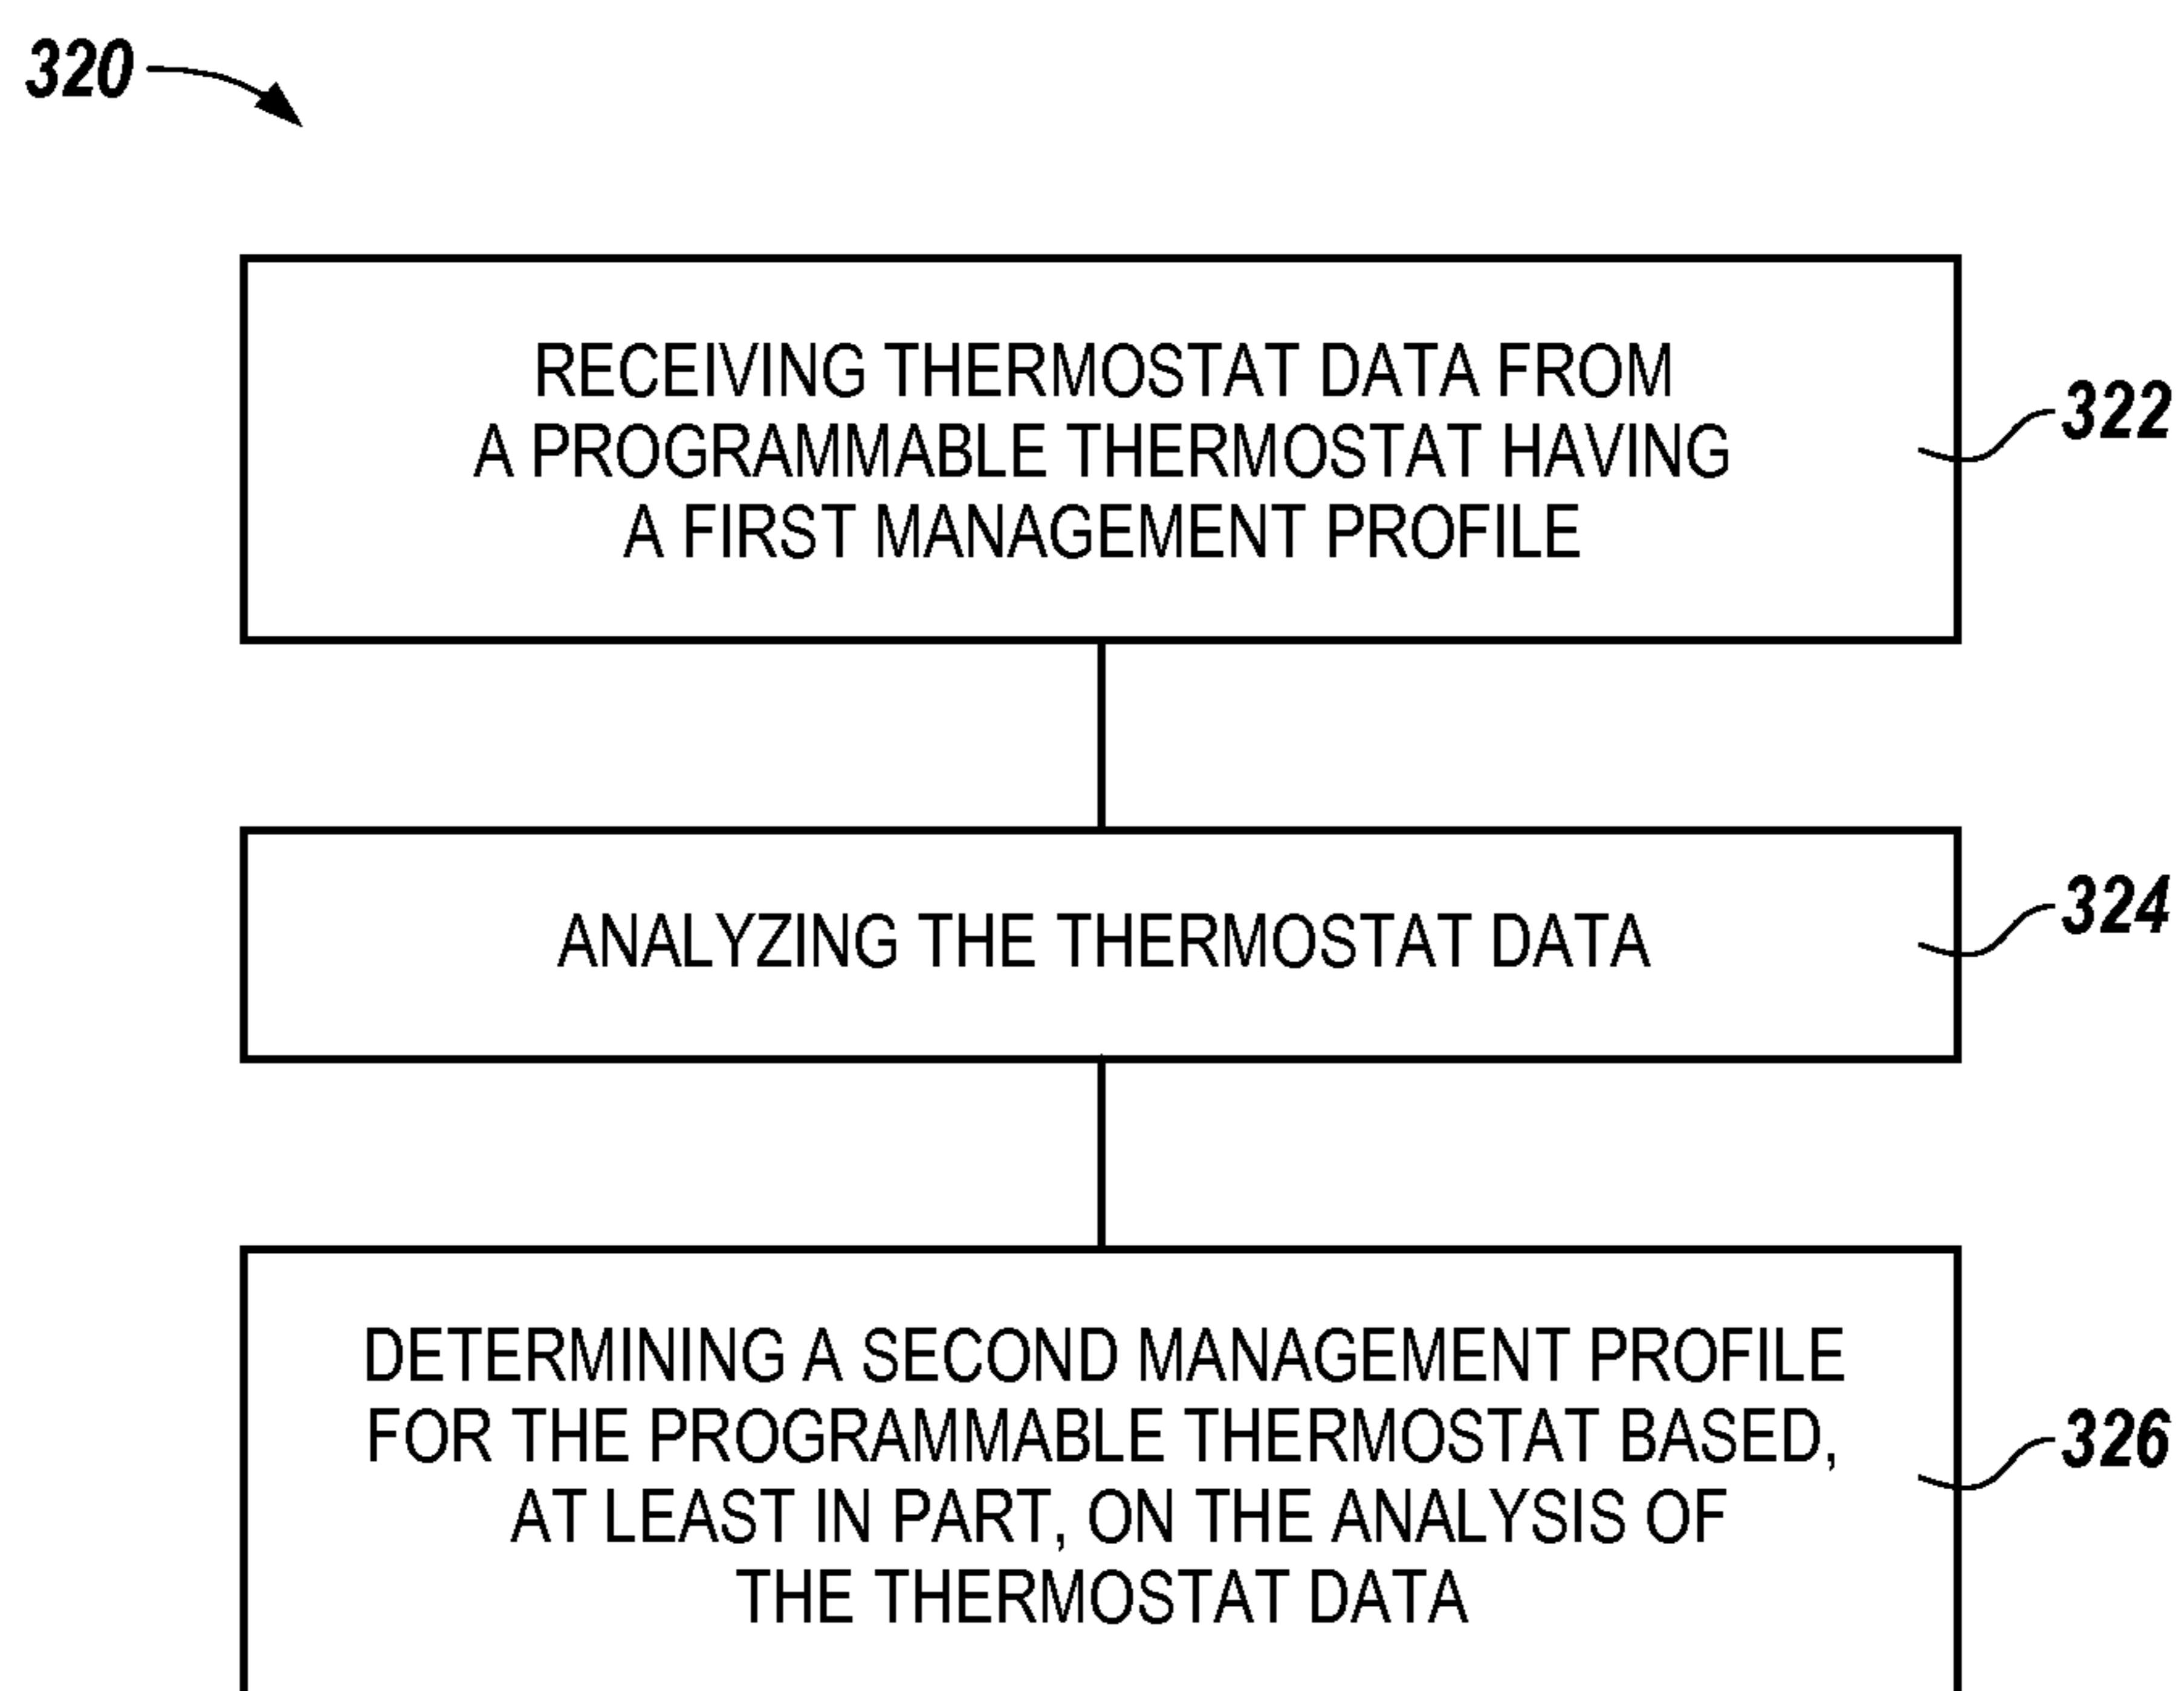 320
RECEIVING THERMOSTAT DATA FROM
A PROGRAMMABLE THERMOSTAT HAVING
A FIRST MANAGEMENT PROFILE
322
ANALYZING THE THERMOSTAT DATA
324
DETERMINING A SECOND MANAGEMENT PROFILE
FOR THE PROGRAMMABLE THERMOSTAT BASED,
AT LEAST IN PART, ON THE ANALYSIS OF
THE THERMOSTAT DATA
326